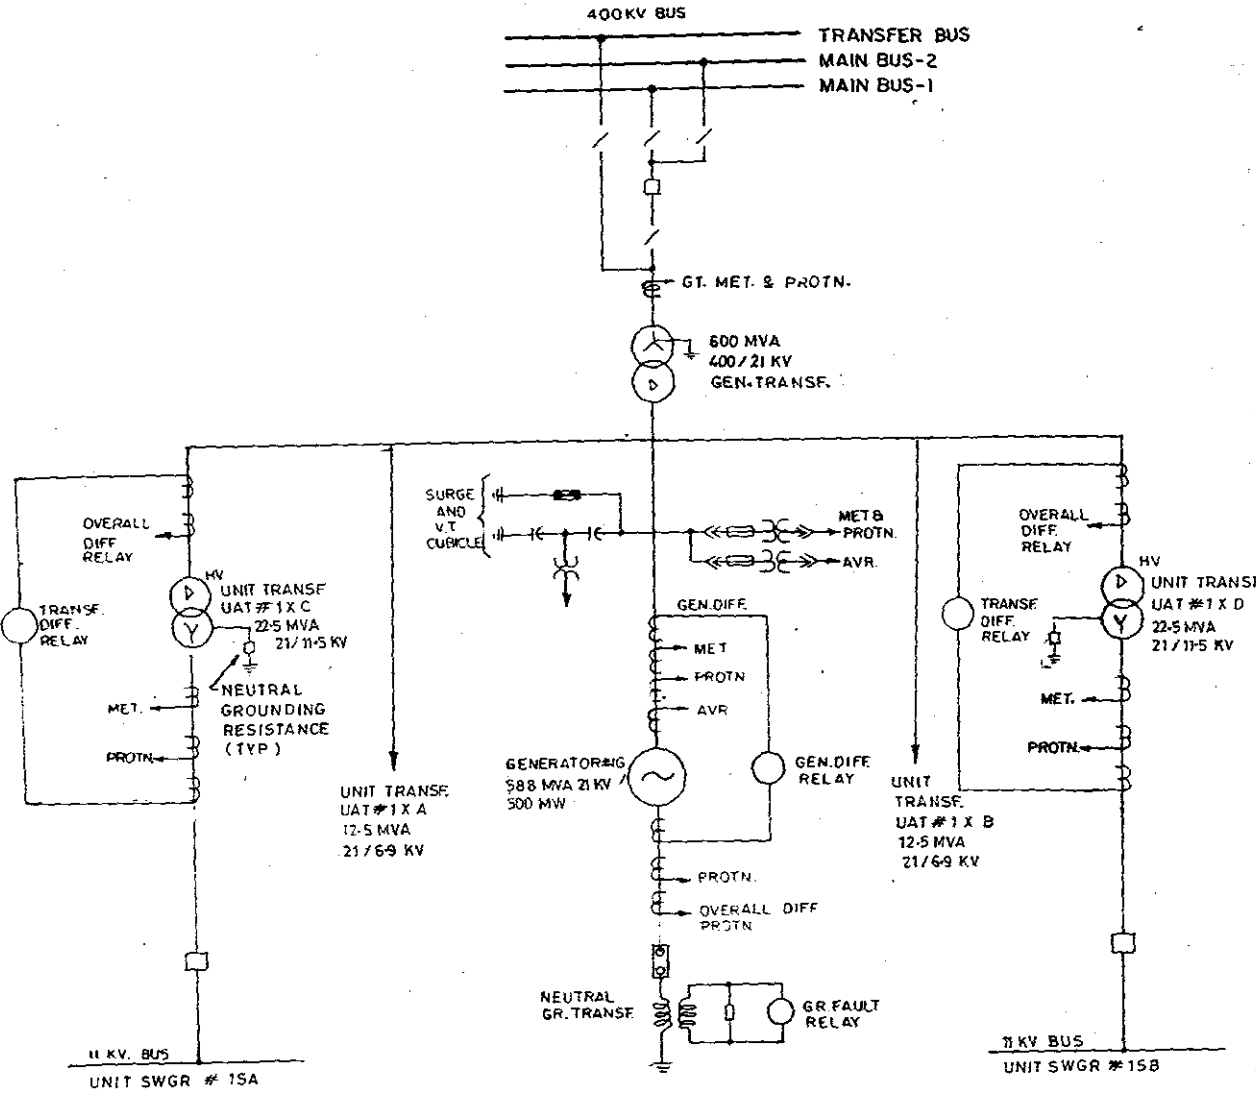 400KV BUS
TRANSFER BUS
MAIN BUS-2
MAIN BUS-1
GT. MET. & PROTN.
600 MVA
400/21 KV
GEN.TRANSF.
SURGE
AND
V.T
CUBICLE
MET &
PROTN.
AVR.
OVERALL
DIFF
RELAY
HV
UNIT TRANSF
UAT # 1 X C
22.5 MVA
21/11.5 KV
TRANSF.
DIFF.
RELAY
NEUTRAL
GROUNDING
RESISTANCE
(TYP)
MET.
PROTN.
UNIT TRANSF.
UAT # 1 X A
12.5 MVA
21/6.9 KV
GEN.DIFF.
MET
PROTN
AVR
GENERATOR#G
588 MVA 21 KV
500 MW
GEN.DIFF.
RELAY
PROTN.
OVERALL DIFF
PROTN
NEUTRAL
GR.TRANSF.
GR.FAULT
RELAY
OVERALL
DIFF.
RELAY
HV
UNIT TRANSF
UAT # 1 X D
22.5 MVA
21/11.5 KV
TRANSF.
DIFF.
RELAY
MET.
PROTN.
UNIT
TRANSF.
UAT # 1 X B
12.5 MVA
21/6.9 KV
11 KV. BUS
UNIT SWGR # 1SA
11 KV BUS
UNIT SWGR # 1SB